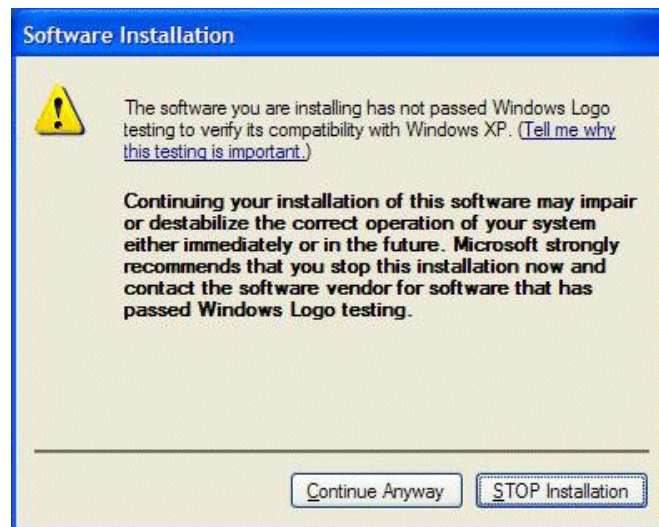 Software Installation
The software you are installing has not passed Windows Logo
testing to verify its compatibility with Windows XP. (Tell me why
this testing is important.)
Continuing your installation of this software may impair
or destabilize the correct operation of your system
either immediately or in the future. Microsoft strongly
recommends that you stop this installation now and
contact the software vendor for software that has
passed Windows Logo testing.
Continue Anyway
STOP Installation